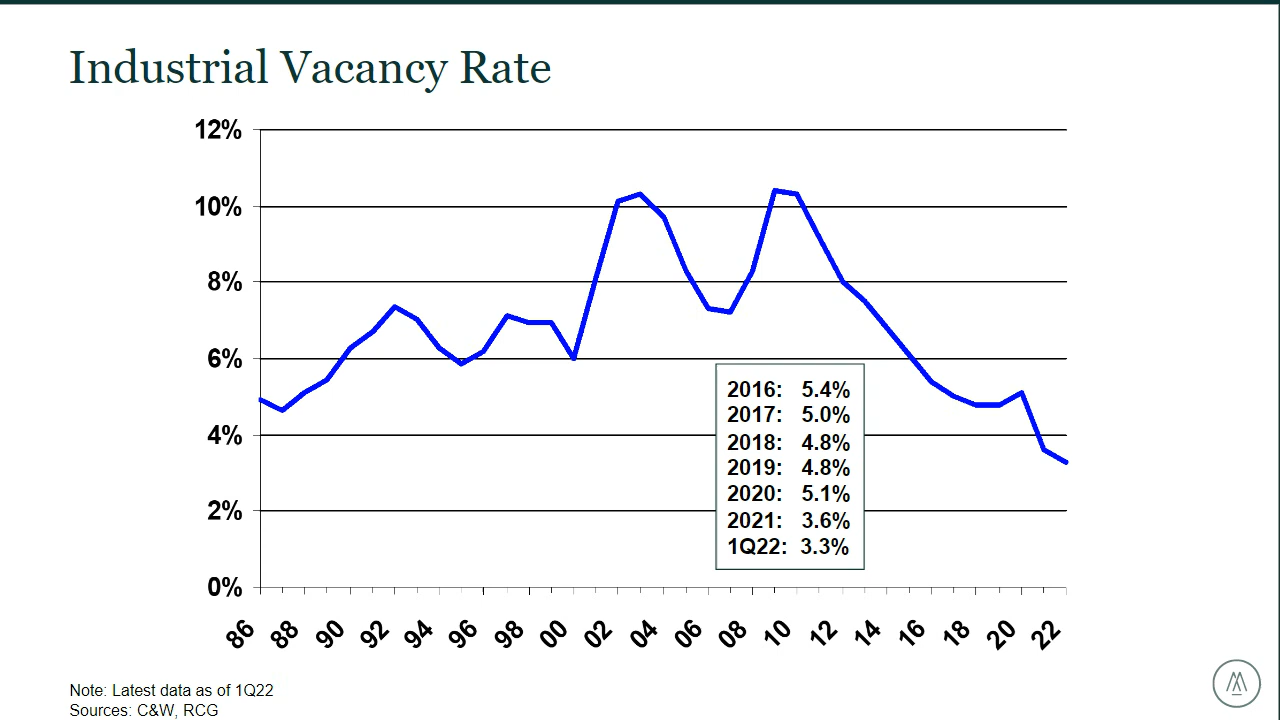 Industrial Vacancy Rate
12%
10%
8%
6%
4%
2%
0%
2016: 5.4%
2017: 5.0%
2018: 4.8%
2019: 4.8%
2020: 5.1%
2021: 3.6%
1Q22: 3.3%
86 88 90 92 94 96 98 00 02 04 06 08 10 12 14 16 18 20 22
Note: Latest data as of 1Q22
Sources: C&W, RCG